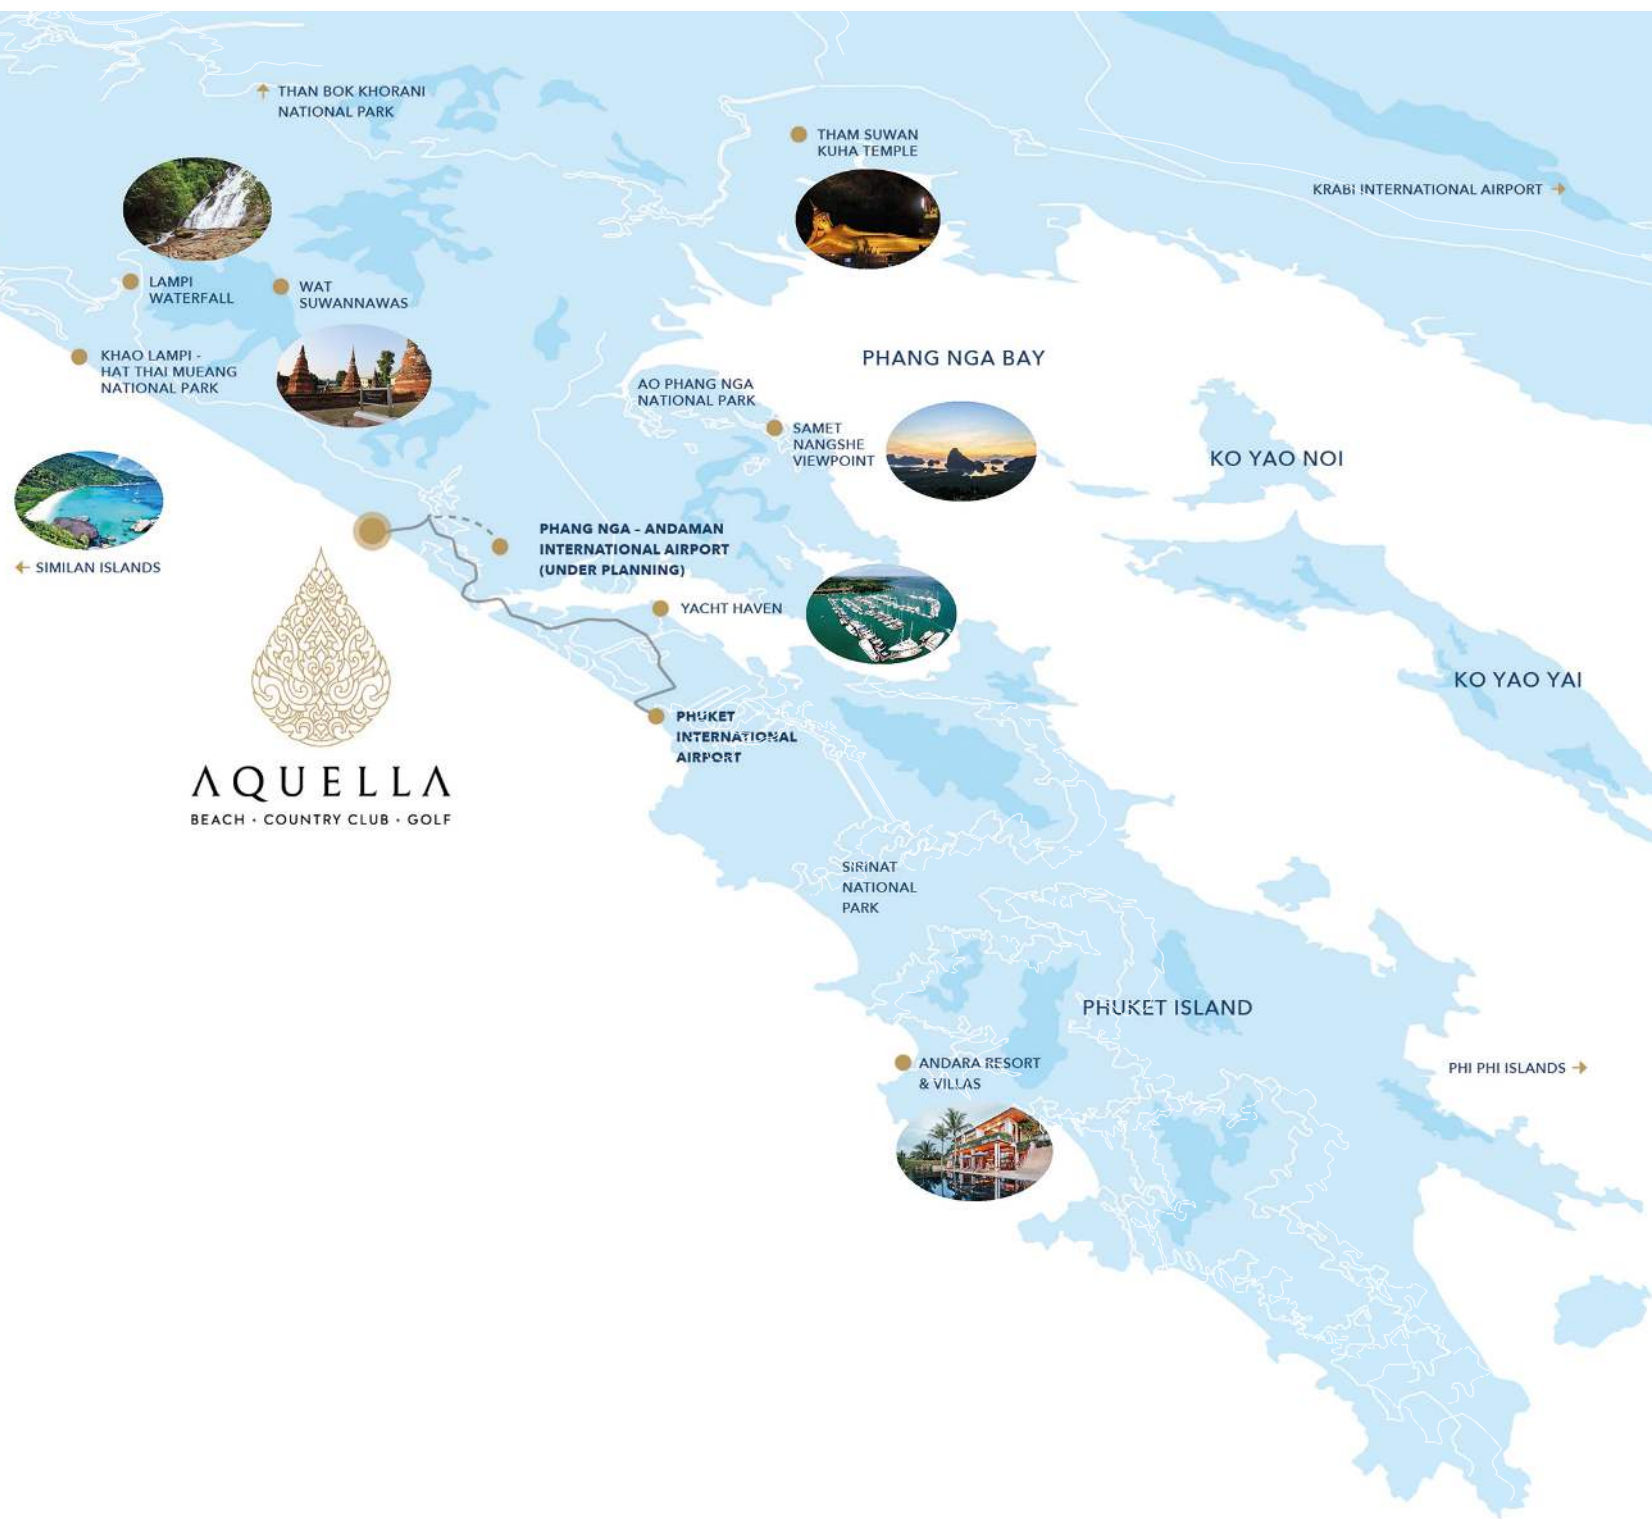 THAN BOK KHORANI
NATIONAL PARK
THAM SUWAN
KUHA TEMPLE
KRABI INTERNATIONAL AIRPORT
LAMPI
WATERFALL
WAT
SUWANNAWAS
KHAO LAMPI -
HAT THAI MUEANG
NATIONAL PARK
PHANG NGA BAY
AO PHANG NGA
NATIONAL PARK
SAMET
NANGSHE
VIEWPOINT
KO YAO NOI
SIMILAN ISLANDS
PHANG NGA - ANDAMAN
INTERNATIONAL AIRPORT
(UNDER PLANNING)
YACHT HAVEN
KO YAO YAI
PHUKET
INTERNATIONAL
AIRPORT
AQUELLA
BEACH · COUNTRY CLUB · GOLF
SIRINAT
NATIONAL
PARK
PHUKET ISLAND
ANDARA RESORT
& VILLAS
PHI PHI ISLANDS